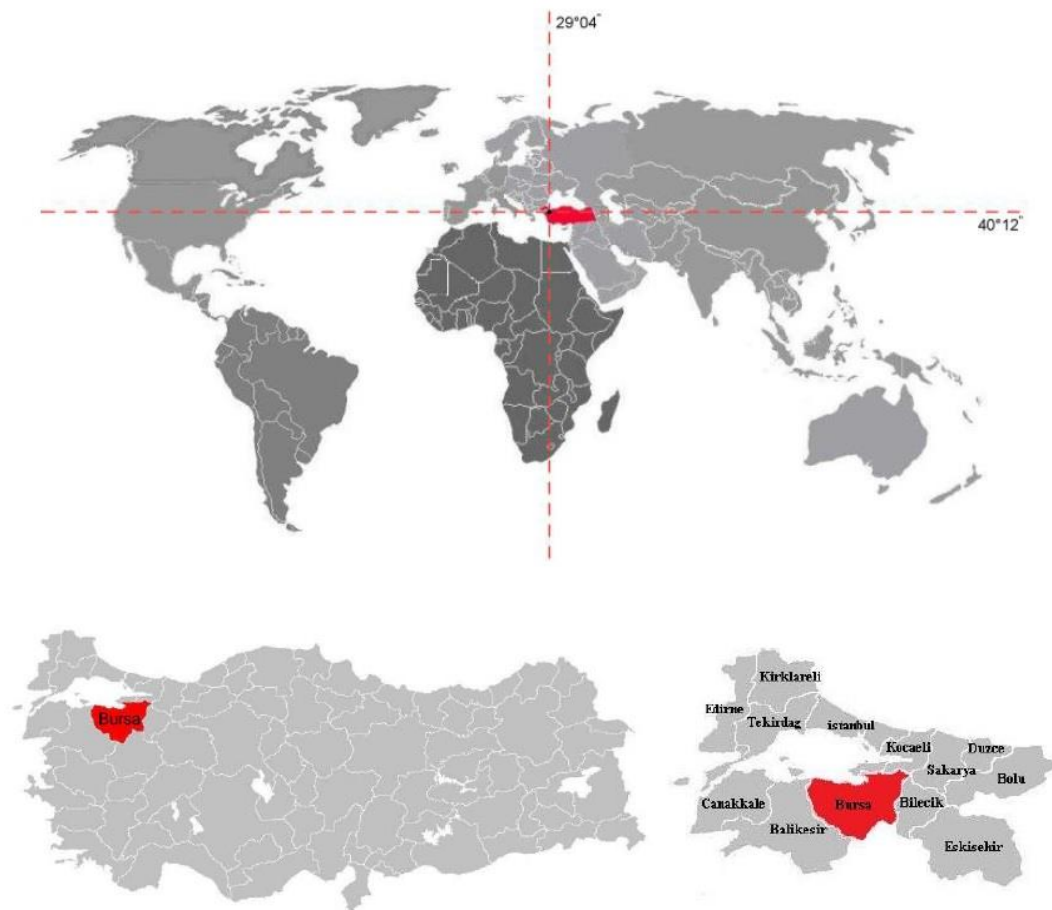 29°04"
40°12"
Bursa
Kirklareli
Edirne
Tekirdag
istanbul
Kocaeli
Duzce
Sakarya
Bolu
Canakkale
Bursa
Bilecik
Balikesir
Eskisehir